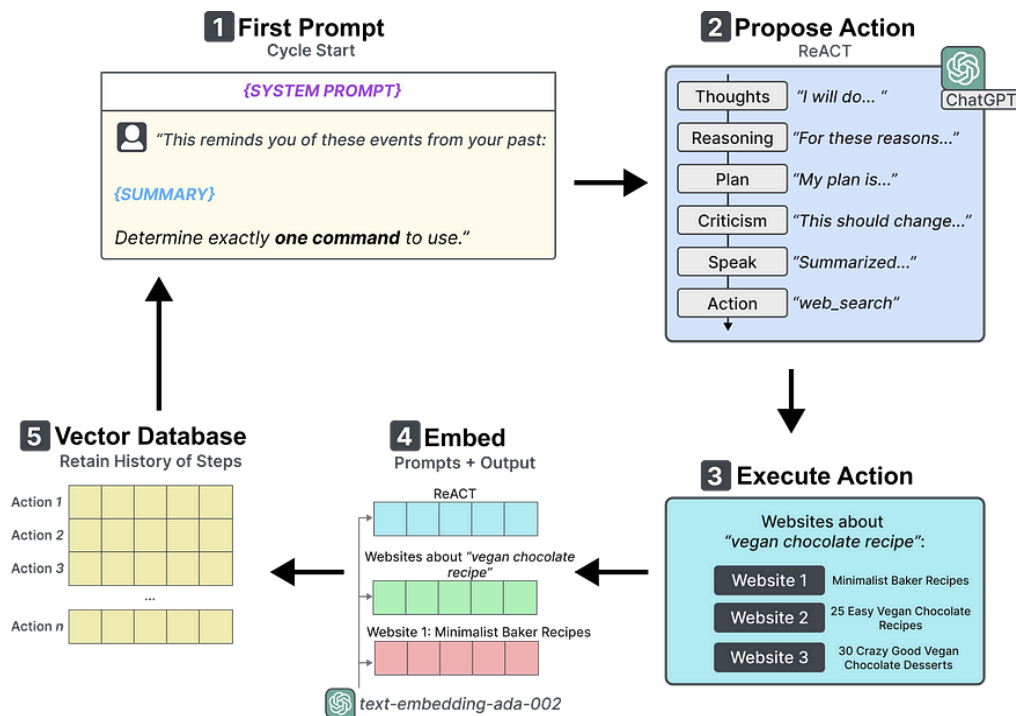 1 First Prompt
Cycle Start
{SYSTEM PROMPT}
“This reminds you of these events from your past:
{SUMMARY}
Determine exactly one command to use.”
2 Propose Action
ReACT
ChatGPT
Thoughts “I will do... ”
Reasoning “For these reasons...”
Plan “My plan is...”
Criticism “This should change...”
Speak “Summarized...”
Action “web_search”
3 Execute Action
Websites about
“vegan chocolate recipe”:
Website 1 Minimalist Baker Recipes
Website 2 25 Easy Vegan Chocolate
Recipes
Website 3 30 Crazy Good Vegan
Chocolate Desserts
4 Embed
Prompts + Output
ReACT
Websites about “vegan chocolate
recipe”
Website 1: Minimalist Baker Recipes
text-embedding-ada-002
5 Vector Database
Retain History of Steps
Action 1
Action 2
Action 3
...
Action n